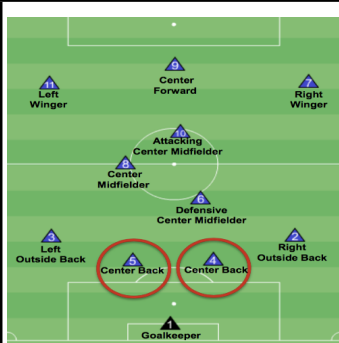 9
Center
Forward
11
Left
Winger
7
Right
Winger
10
Attacking
Center Midfielder
8
Center
Midfielder
6
Defensive
Center Midfielder
3
Left
Outside Back
5
Center Back
4
Center Back
2
Right
Outside Back
1
Goalkeeper